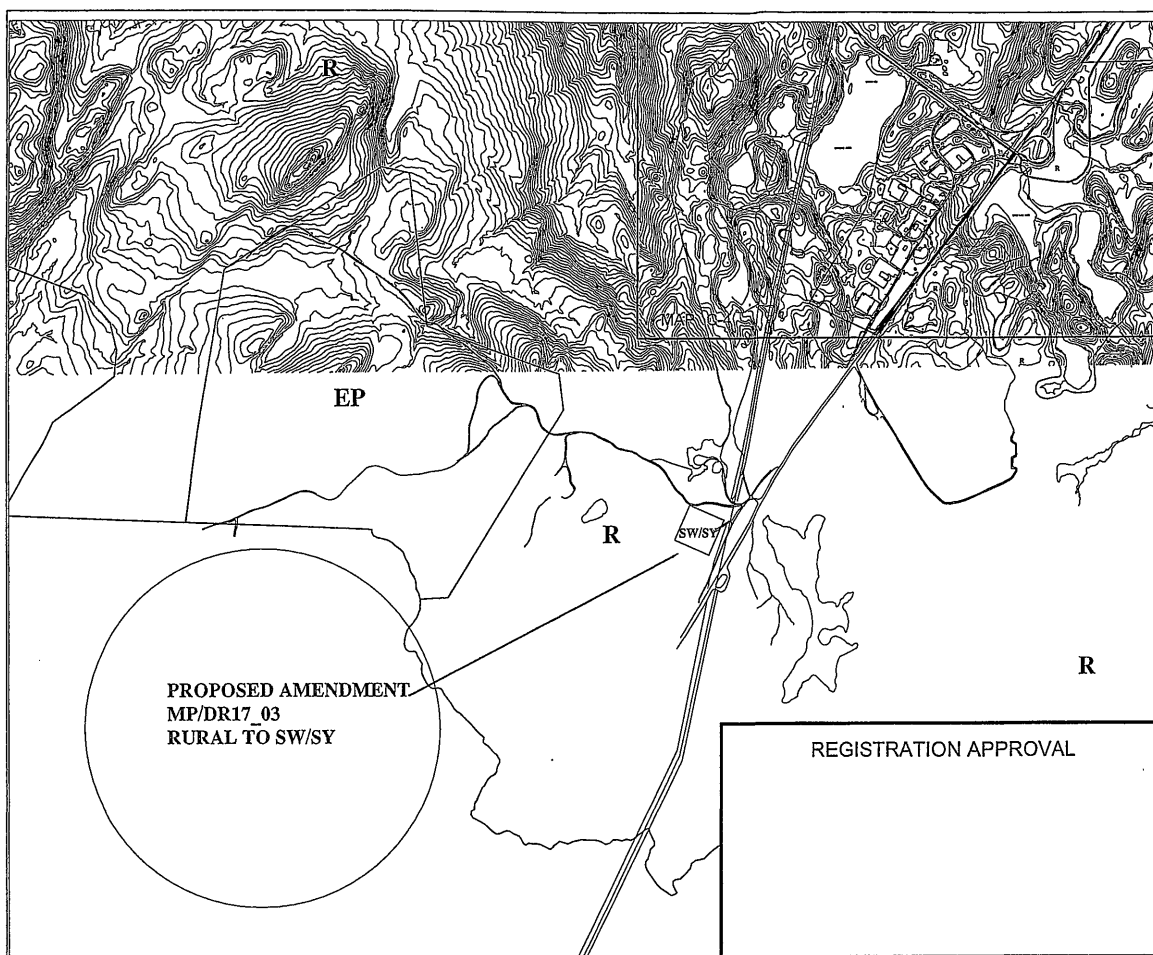 R
R
R
EP
R
SW/SY
R
PROPOSED AMENDMENT
MP/DR17_03
RURAL TO SW/SY
REGISTRATION APPROVAL